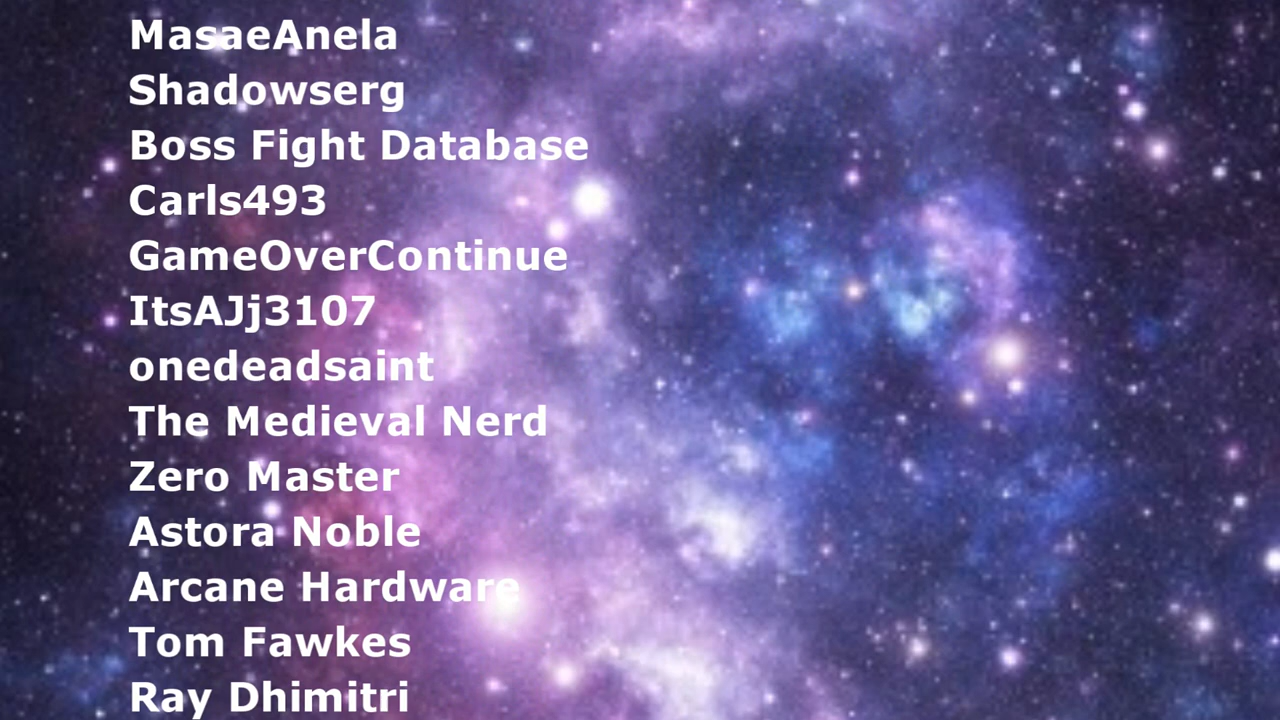 MasaeAnela
Shadowserg
Boss Fight Database
Carls493
GameOverContinue
ItsAJj3107
onedeadsaint
The Medieval Nerd
Zero Master
Astora Noble
Arcane Hardware
Tom Fawkes
Ray Dhimitri